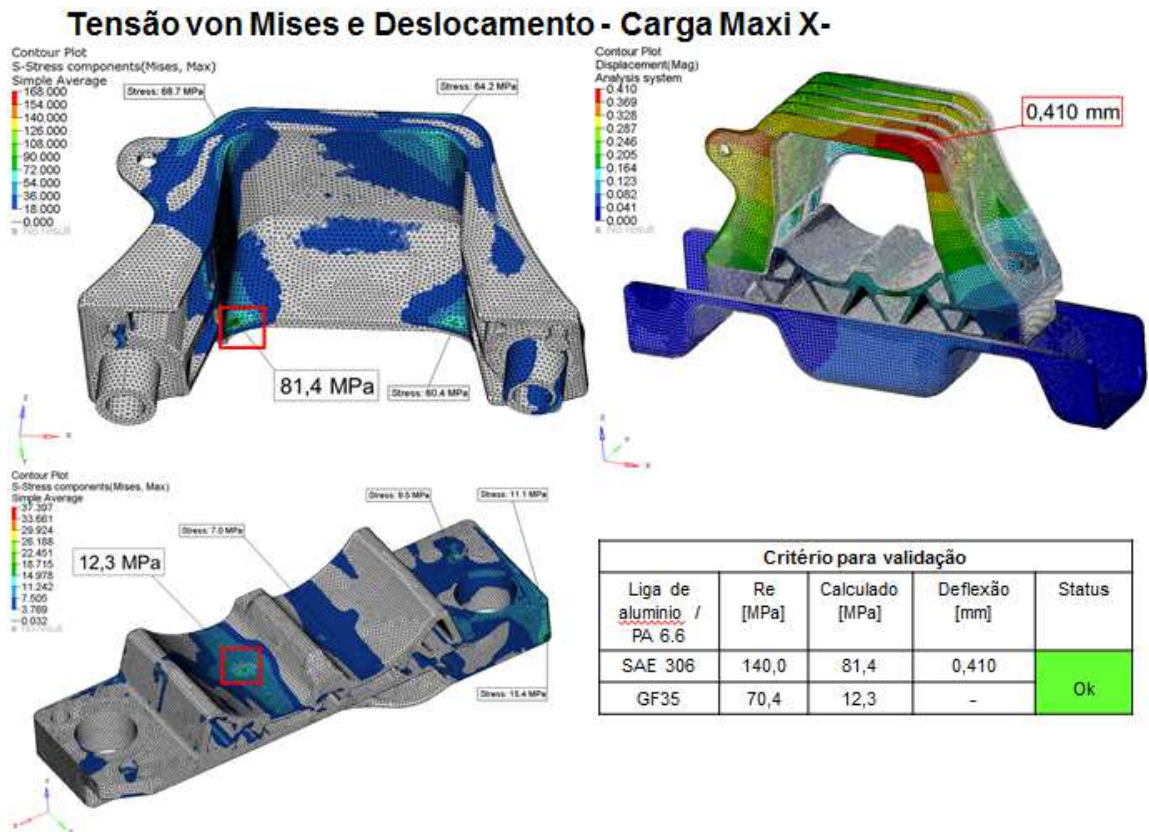 Tensão von Mises e Deslocamento - Carga Maxi X-
Contour Plot
S-Stress components(Mises, Max)
Simple Average
168.000
154.000
140.000
126.000
108.000
90.000
72.000
54.000
36.000
18.000
0.000
No result
Stress: 68.7 MPa
Stress: 64.2 MPa
81,4 MPa
Stress: 60.4 MPa
Z
X
Y
Contour Plot
Displacement(Mag)
Analysis system
0.410
0.369
0.328
0.287
0.246
0.205
0.164
0.123
0.082
0.041
0.000
No result
0,410 mm
Z
Y
X
Contour Plot
S-Stress components(Mises, Max)
Simple Average
37.397
33.661
29.924
26.188
22.451
18.715
14.978
11.242
7.505
3.769
0.032
No result
12,3 MPa
Stress: 7.0 MPa
Stress: 9.5 MPa
Stress: 11.1 MPa
Stress: 15.4 MPa
Critério para validação
Liga de aluminio / PA 6.6 Re [MPa] Calculado [MPa] Deflexão [mm] Status
SAE 306 140,0 81,4 0,410 Ok
GF35 70,4 12,3 -